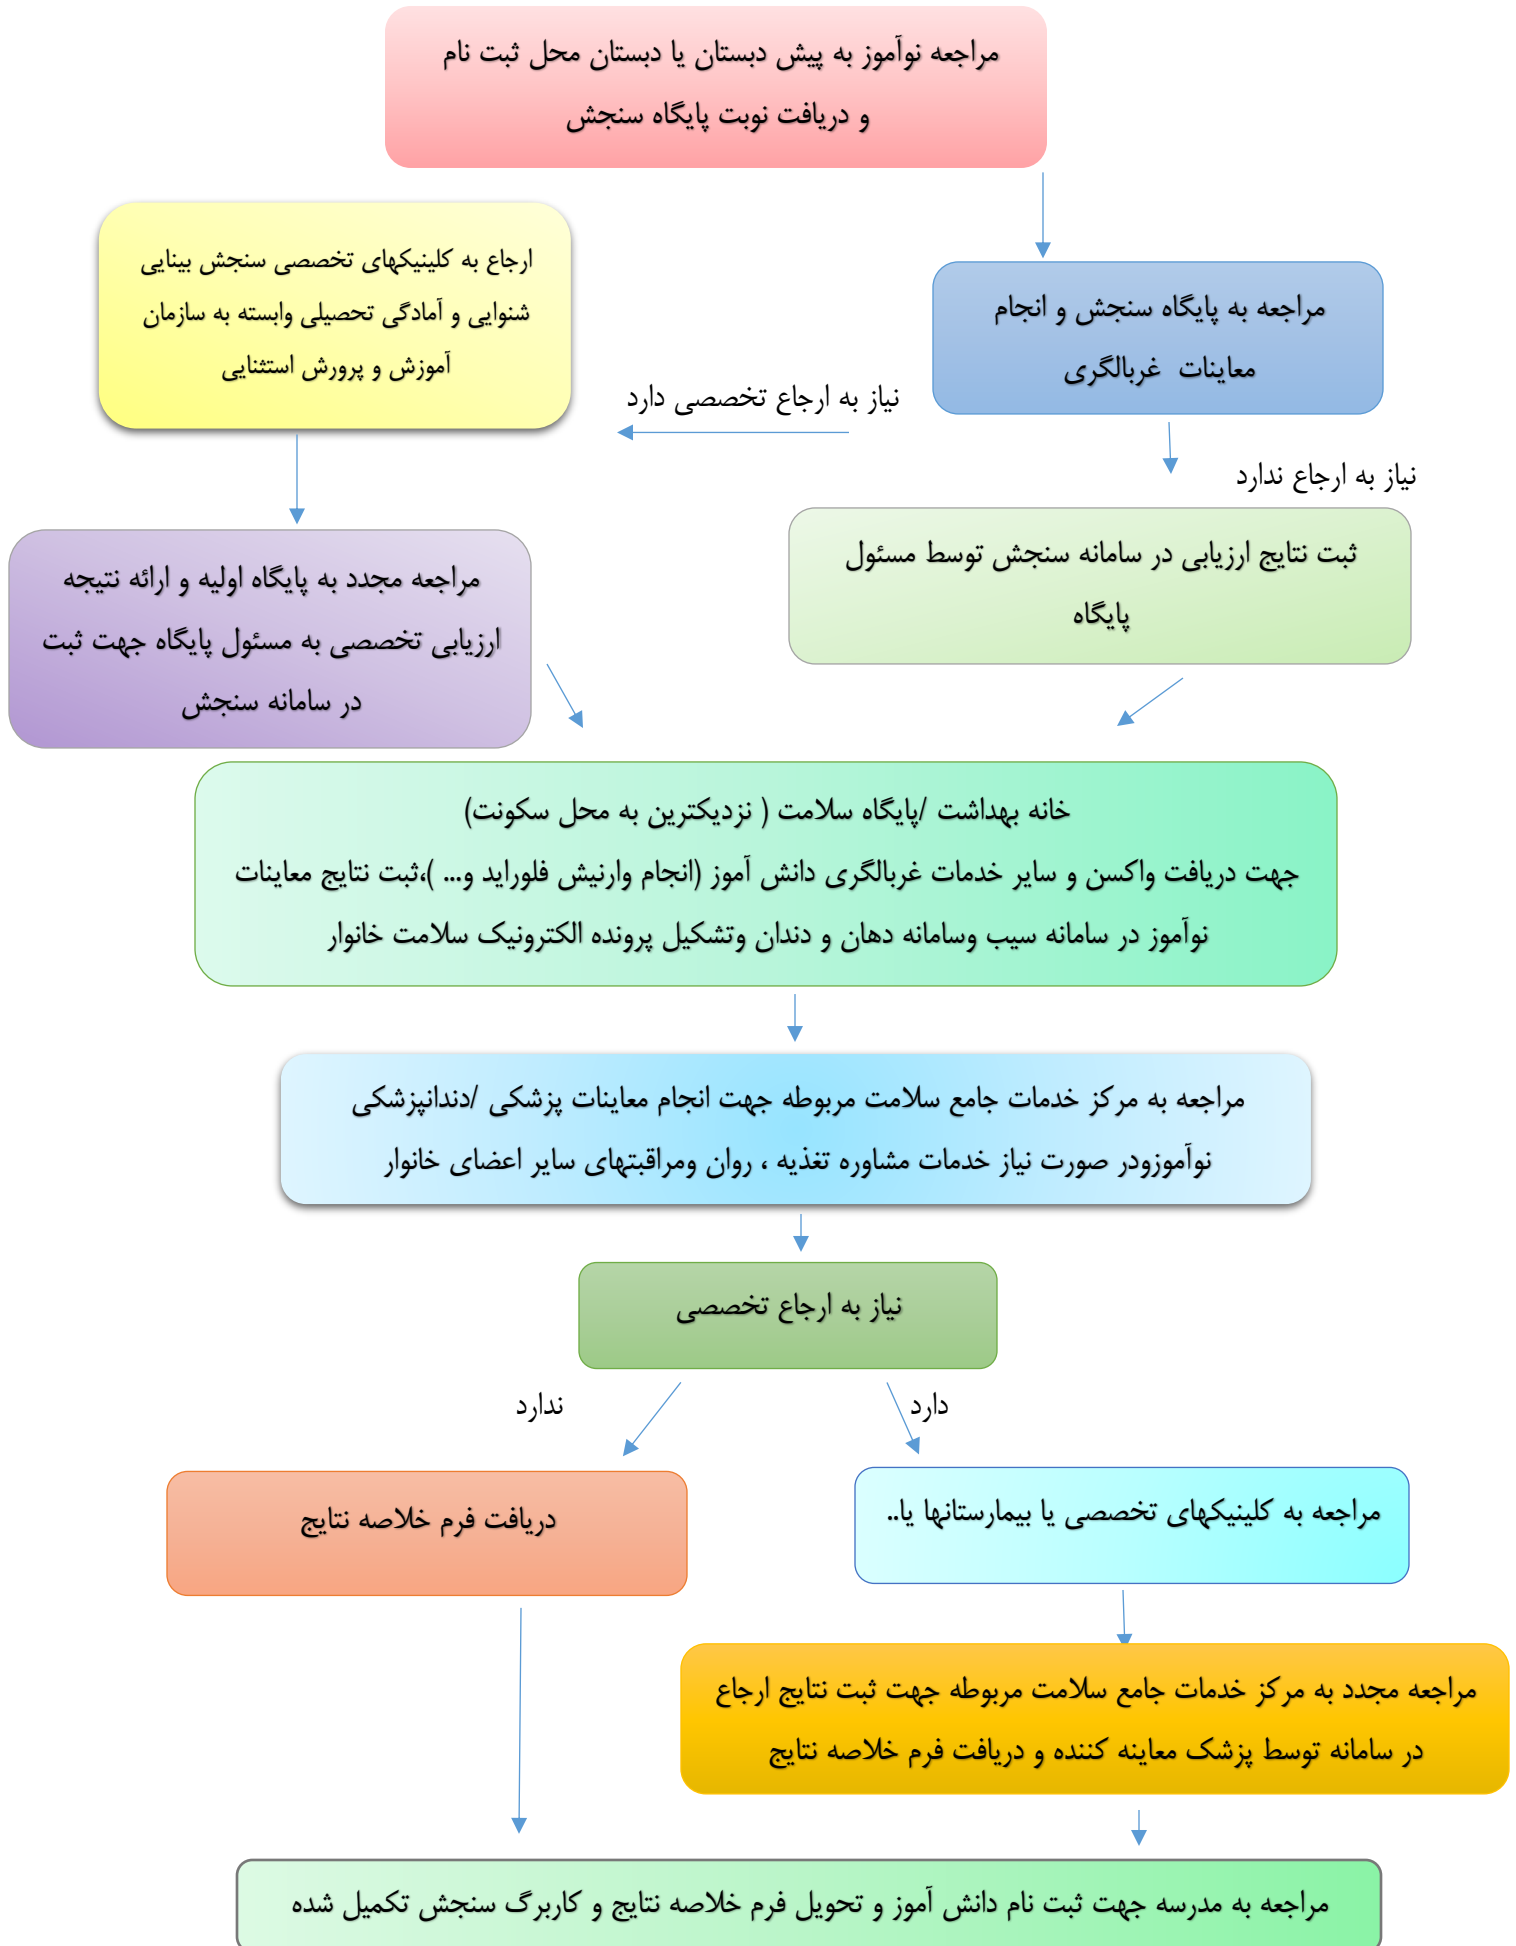 مراجعه نوآموز به پیش دبستان یا دبستان محل ثبت نام
و دریافت نوبت پایگاه سنجش
مراجعه به پایگاه سنجش و انجام
معاینات غربالگری
ارجاع به کلینیکهای تخصصی سنجش بینایی
شنوایی و آمادگی تحصیلی وابسته به سازمان
آموزش و پرورش استثنایی
نیاز به ارجاع تخصصی دارد
نیاز به ارجاع ندارد
ثبت نتایج ارزیابی در سامانه سنجش توسط مسئول
پایگاه
مراجعه مجدد به پایگاه اولیه و ارائه نتیجه
ارزیابی تخصصی به مسئول پایگاه جهت ثبت
در سامانه سنجش
خانه بهداشت /پایگاه سلامت ( نزدیکترین به محل سکونت)
جهت دریافت واکسن و سایر خدمات غربالگری دانش آموز (انجام وارنیش فلوراید و... )،ثبت نتایج معاینات
نوآموز در سامانه سیب وسامانه دهان و دندان وتشکیل پرونده الکترونیک سلامت خانوار
مراجعه به مرکز خدمات جامع سلامت مربوطه جهت انجام معاینات پزشکی /دندانپزشکی
نوآموزودر صورت نیاز خدمات مشاوره تغذیه ، روان ومراقبتهای سایر اعضای خانوار
نیاز به ارجاع تخصصی
دارد
ندارد
مراجعه به کلینیکهای تخصصی یا بیمارستانها یا..
دریافت فرم خلاصه نتایج
مراجعه مجدد به مرکز خدمات جامع سلامت مربوطه جهت ثبت نتایج ارجاع
در سامانه توسط پزشک معاینه کننده و دریافت فرم خلاصه نتایج
مراجعه به مدرسه جهت ثبت نام دانش آموز و تحویل فرم خلاصه نتایج و کاربرگ سنجش تکمیل شده